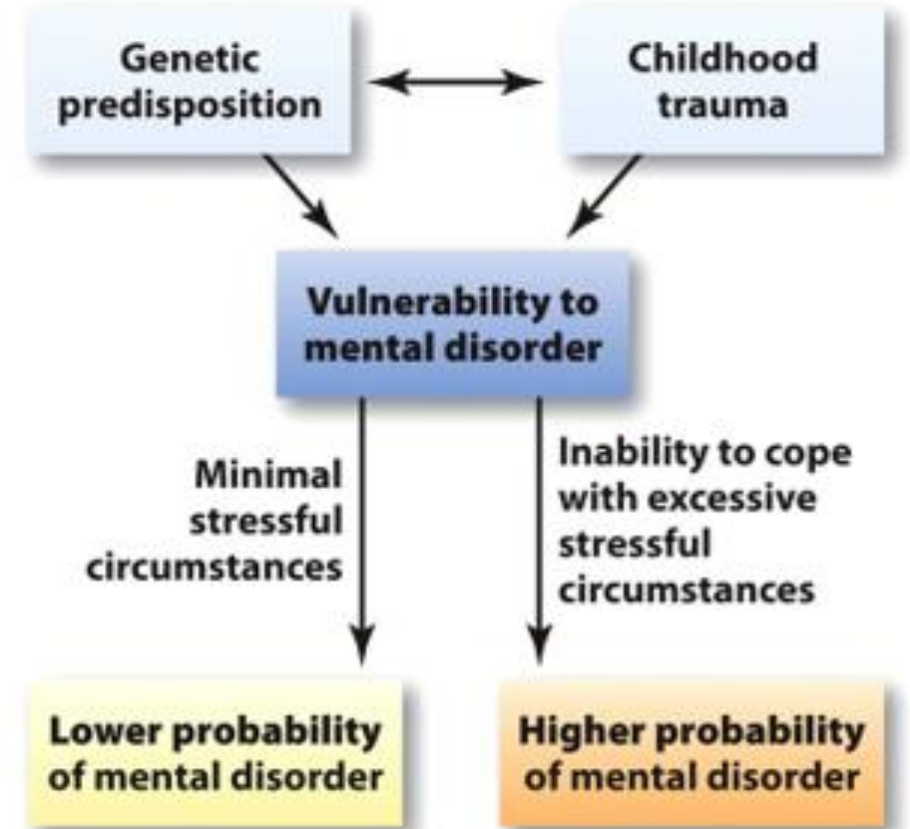 Genetic
predisposition
Childhood
trauma
Vulnerability to
mental disorder
Minimal
stressful
circumstances
Inability to cope
with excessive
stressful
circumstances
Lower probability
of mental disorder
Higher probability
of mental disorder